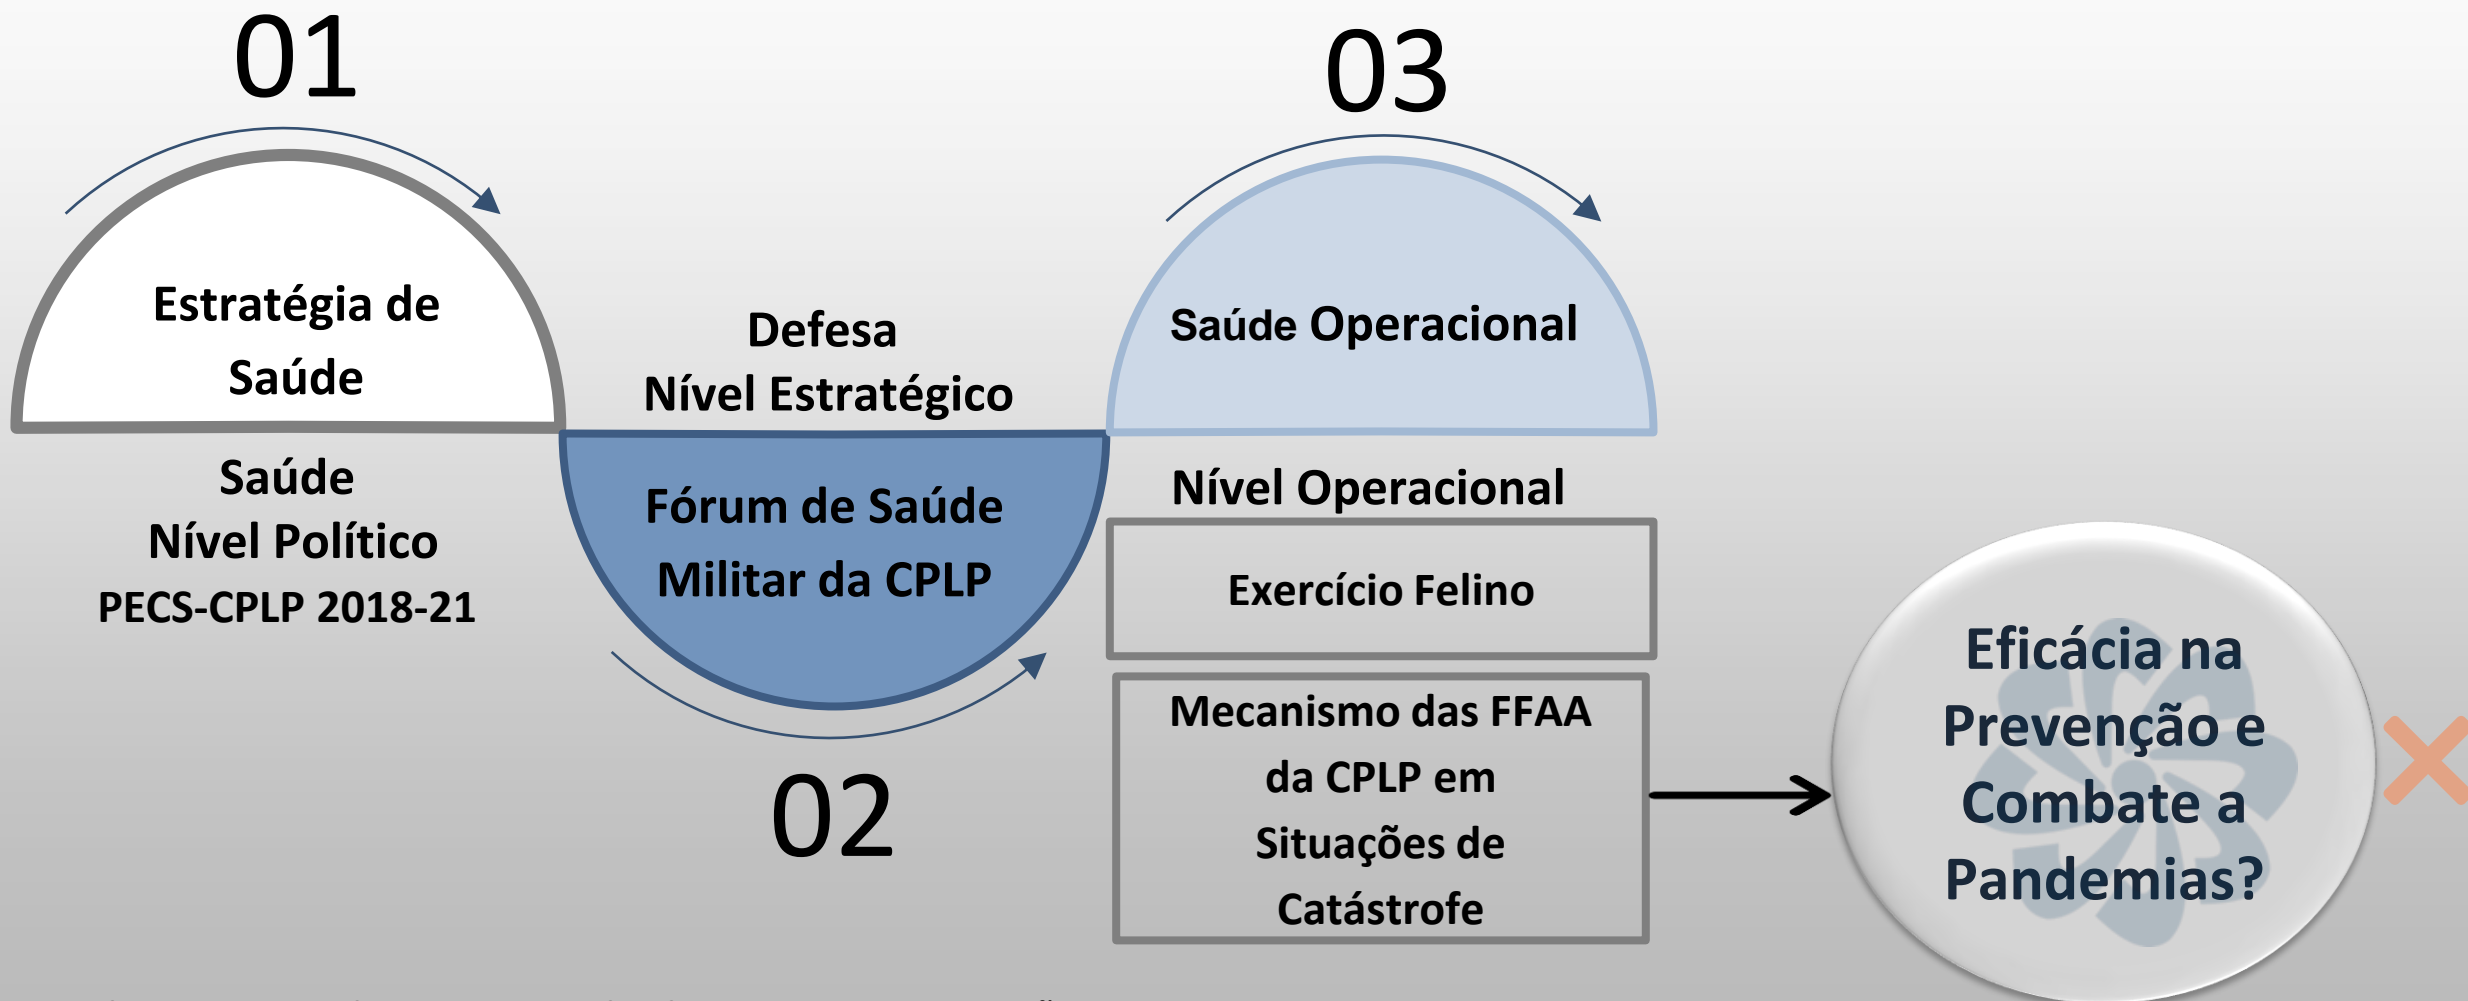 01
Estratégia de
Saúde
Saúde
Nível Político
PECS-CPLP 2018-21
Defesa
Nível Estratégico
Fórum de Saúde
Militar da CPLP
02
03
Saúde Operacional
Nível Operacional
Exercício Felino
Mecanismo das FFAA
da CPLP em
Situações de
Catástrofe
Eficácia na
Prevenção e
Combate a
Pandemias?